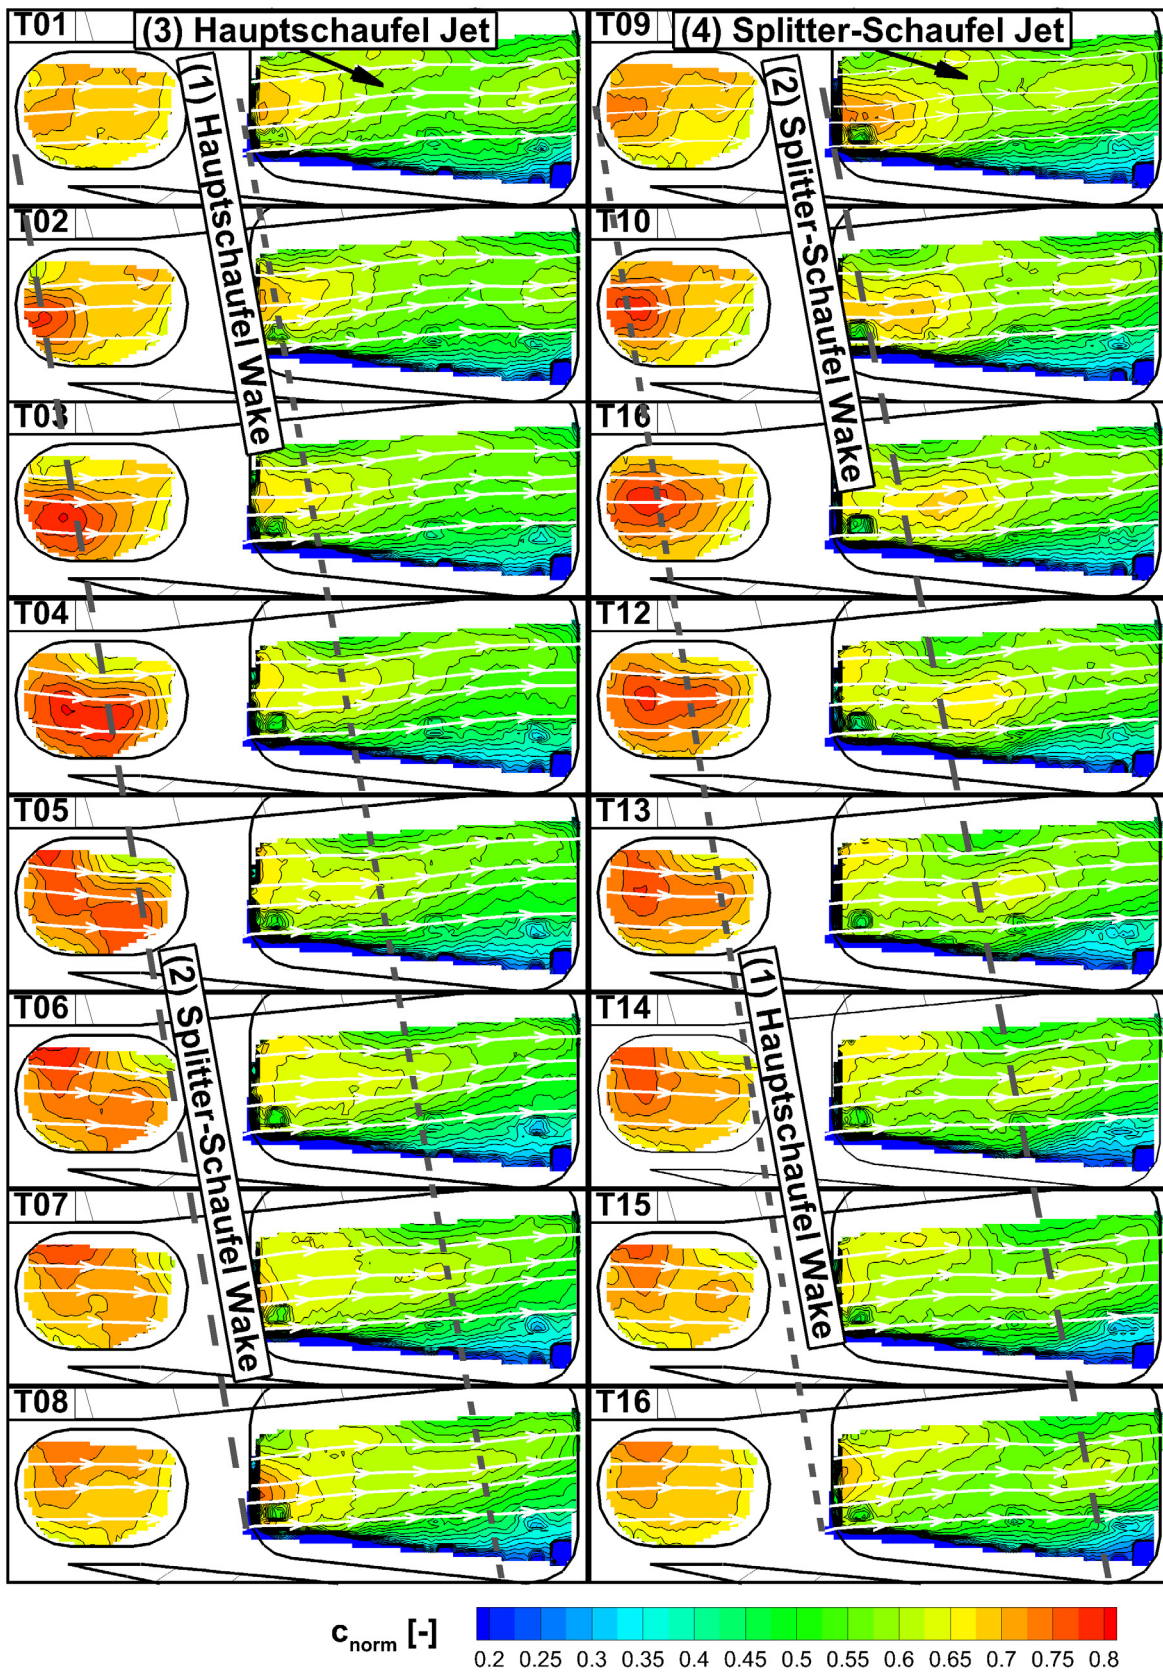 T01
(3) Hauptschaufel Jet
(1) Hauptschaufel Wake
T02
T03
T04
T05
(2) Splitter-Schaufel Wake
T06
T07
T08
T09
(4) Splitter-Schaufel Jet
(2) Splitter-Schaufel Wake
T10
T16
T12
T13
(1) Hauptschaufel Wake
T14
T15
T16
c_norm [-]
0.2 0.25 0.3 0.35 0.4 0.45 0.5 0.55 0.6 0.65 0.7 0.75 0.8